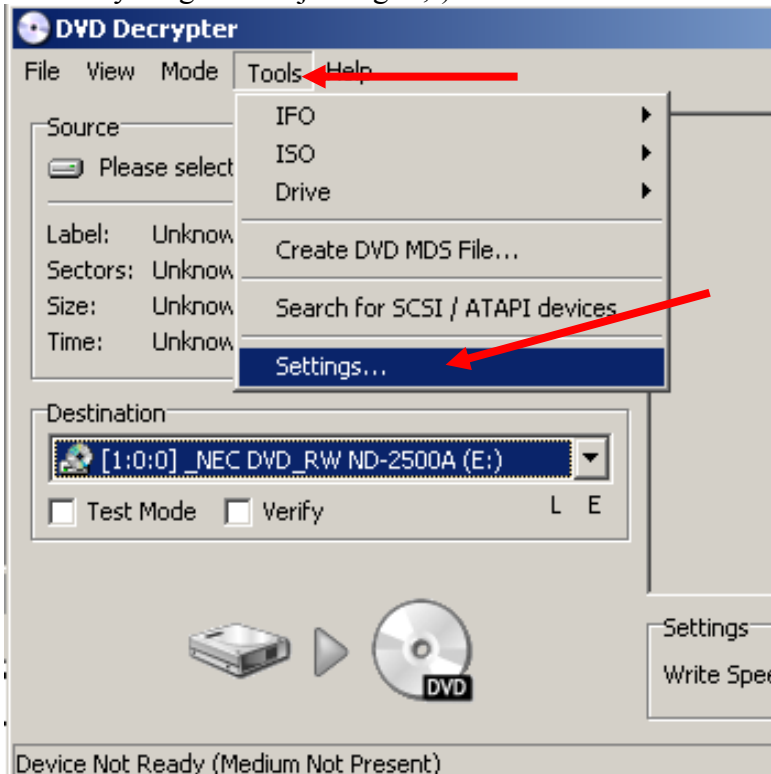 DVD Decrypter
File View Mode Tools Help
Source
Please select
Label: Unknow
Sectors: Unknow
Size: Unknow
Time: Unknow
IFO
ISO
Drive
Create DVD MDS File...
Search for SCSI / ATAPI devices
Settings...
Destination
[1:0:0] _NEC DVD_RW ND-2500A (E:)
Test Mode Verify L E
DVD
Settings
Write Spee
Device Not Ready (Medium Not Present)